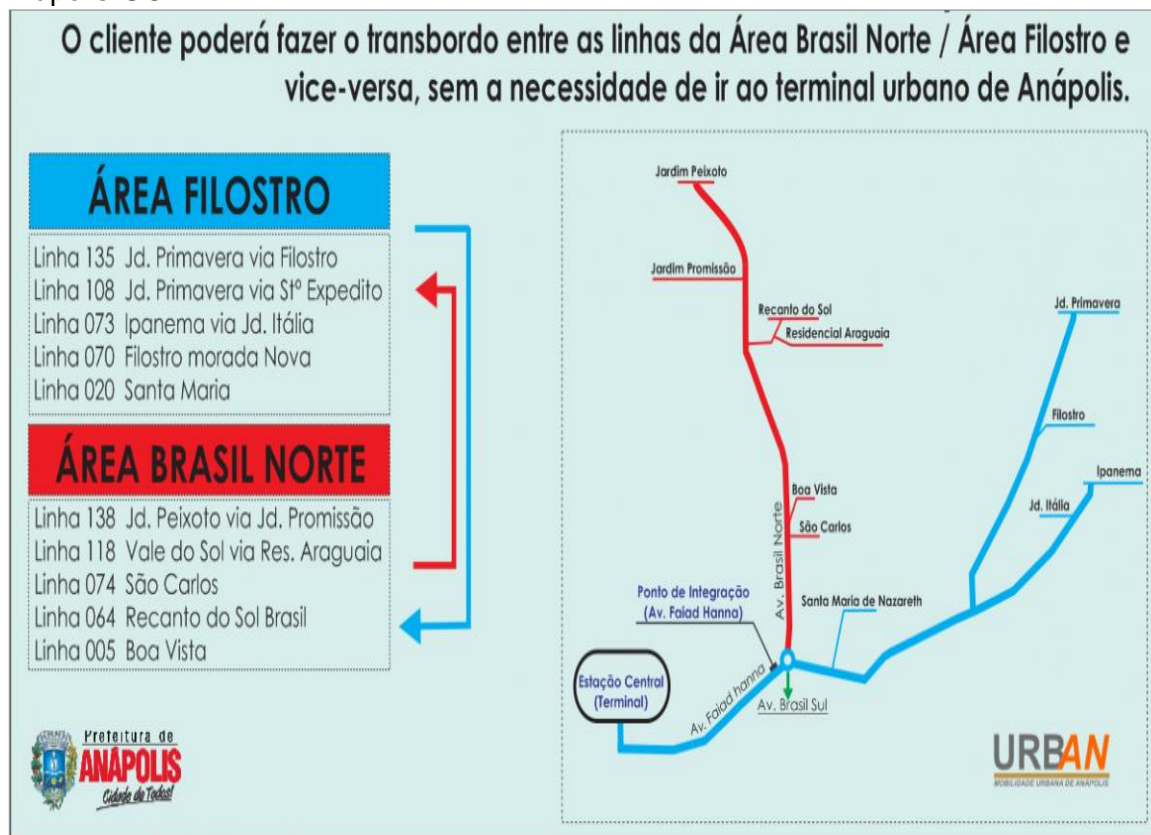 O cliente poderá fazer o transbordo entre as linhas da Área Brasil Norte / Área Filostro e
vice-versa, sem a necessidade de ir ao terminal urbano de Anápolis.
ÁREA FILOSTRO
Linha 135 Jd. Primavera via Filostro
Linha 108 Jd. Primavera via Stº Expedito
Linha 073 Ipanema via Jd. Itália
Linha 070 Filostro morada Nova
Linha 020 Santa Maria
ÁREA BRASIL NORTE
Linha 138 Jd. Peixoto via Jd. Promissão
Linha 118 Vale do Sol via Res. Araguaia
Linha 074 São Carlos
Linha 064 Recanto do Sol Brasil
Linha 005 Boa Vista
Prefeitura de
ANÁPOLIS
Cidade de Todos!
Jardim Peixoto
Jardim Promissão
Recanto do Sol
Residencial Araguaia
Jd. Primavera
Filostro
Ipanema
Jd. Itália
Boa Vista
São Carlos
Av. Brasil Norte
Ponto de Integração
(Av. Faiad Hanna)
Santa Maria de Nazareth
Estação Central
(Terminal)
Av. Faiad hanna
Av. Brasil Sul
URBAN
MOBILIDADE URBANA DE ANÁPOLIS